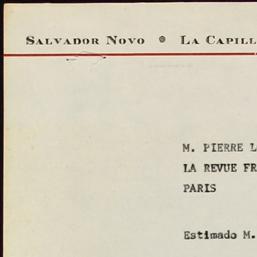 SALVADOR NOVO ® LA CAPILL
M. PIERRE L
LA REVUE FR
PARIS
Estimado M.